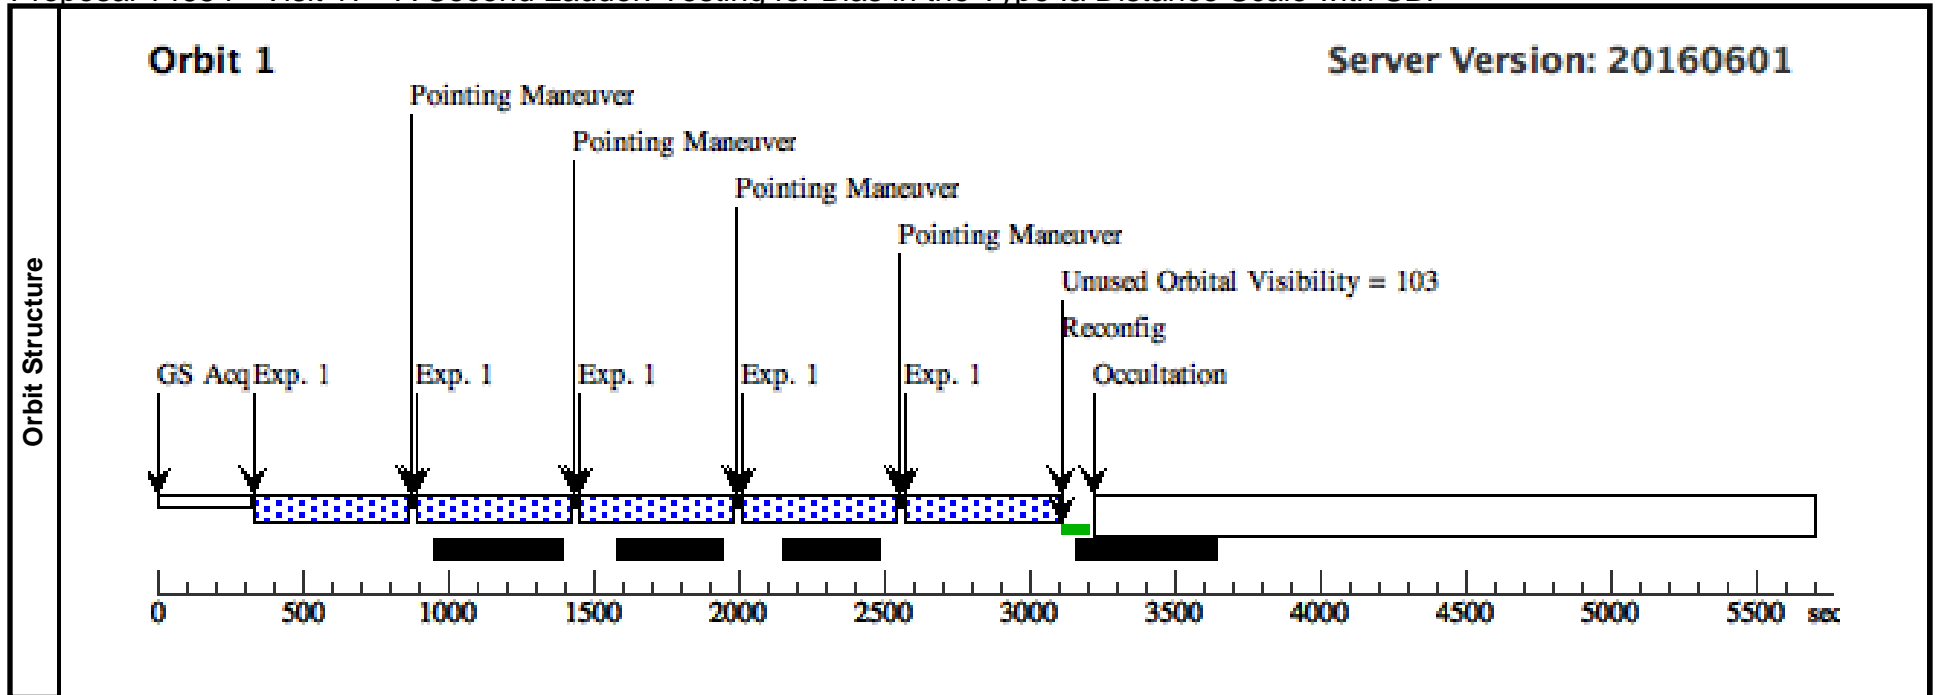 Orbit 1
Server Version: 20160601
Pointing Maneuver
Pointing Maneuver
Pointing Maneuver
Pointing Maneuver
Unused Orbital Visibility = 103
Reconfig
GS Acq Exp. 1 Exp. 1 Exp. 1 Exp. 1 Exp. 1 Occultation
Orbit Structure
0 500 1000 1500 2000 2500 3000 3500 4000 4500 5000 5500 sec